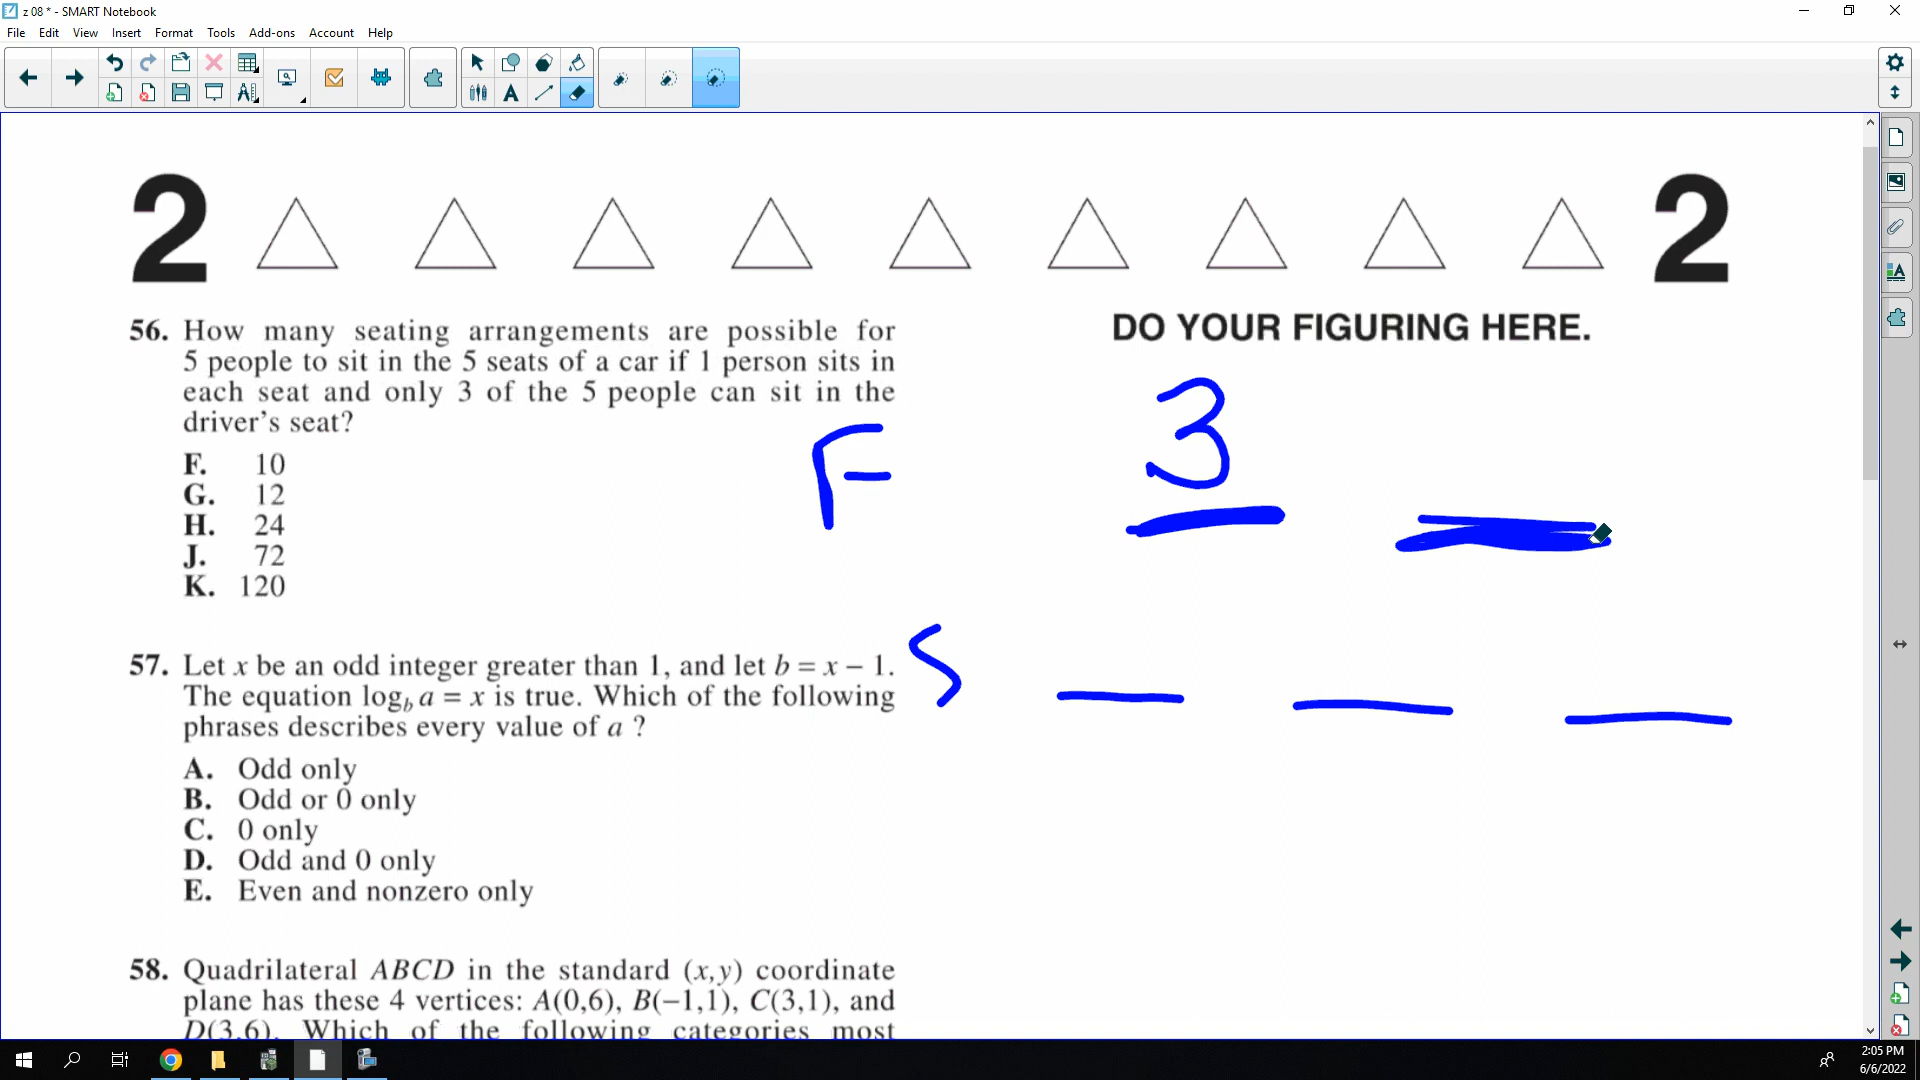 z 08 * - SMART Notebook
File Edit View Insert Format Tools Add-ons Account Help
2 2
56. How many seating arrangements are possible for
5 people to sit in the 5 seats of a car if 1 person sits in
each seat and only 3 of the 5 people can sit in the
driver's seat?
F. 10
G. 12
H. 24
J. 72
K. 120
DO YOUR FIGURING HERE.
F 3
S
57. Let x be an odd integer greater than 1, and let b = x − 1.
The equation log_b a = x is true. Which of the following
phrases describes every value of a ?
A. Odd only
B. Odd or 0 only
C. 0 only
D. Odd and 0 only
E. Even and nonzero only
58. Quadrilateral ABCD in the standard (x,y) coordinate
plane has these 4 vertices: A(0,6), B(−1,1), C(3,1), and
D(3,6). Which of the following categories most
2:05 PM
6/6/2022